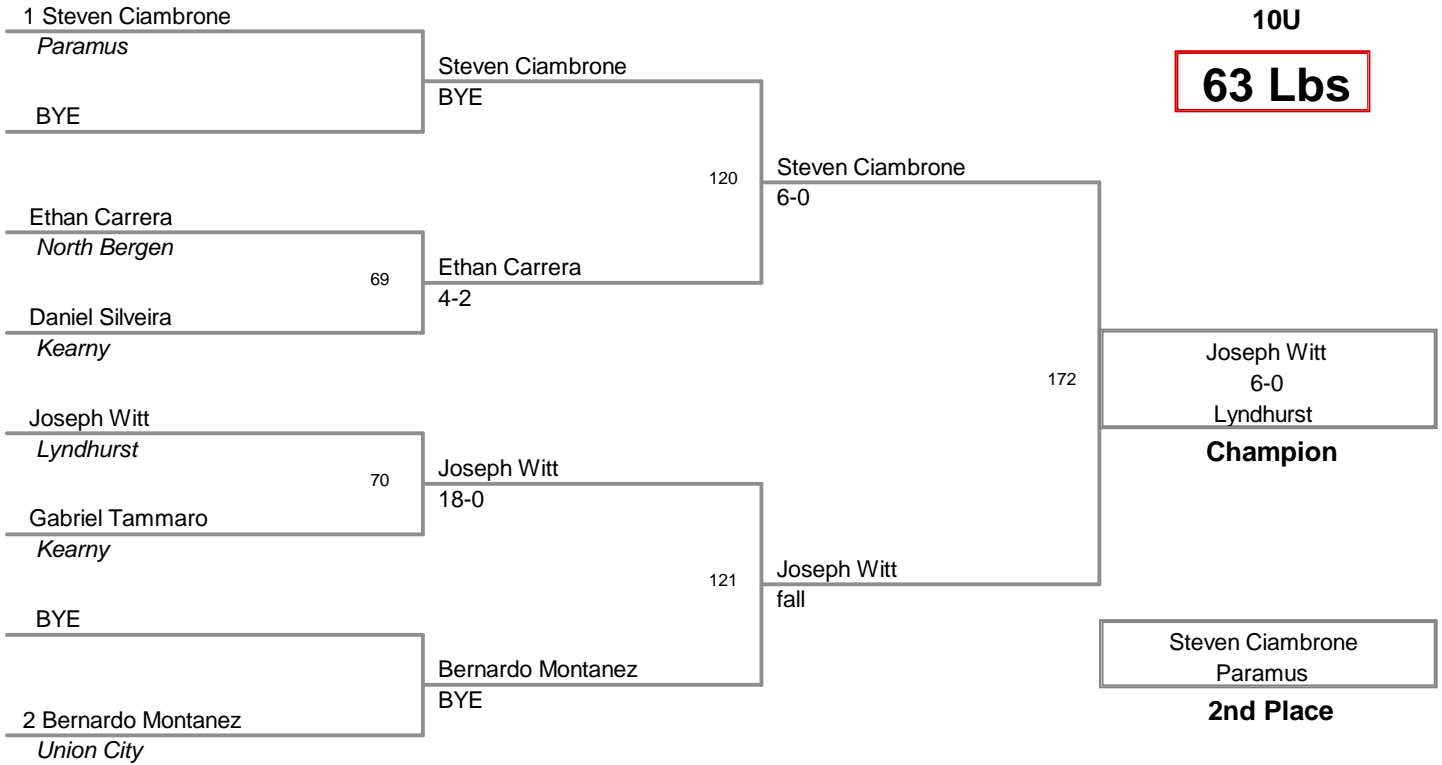 1 Steven Ciambrone
Paramus
BYE
Ethan Carrera
North Bergen
Daniel Silveira
Kearny
Joseph Witt
Lyndhurst
Gabriel Tammaro
Kearny
BYE
2 Bernardo Montanez
Union City
69
70
Steven Ciambrone
BYE
Ethan Carrera
4-2
Joseph Witt
18-0
Bernardo Montanez
BYE
120
121
Steven Ciambrone
6-0
Joseph Witt
fall
172
10U
63 Lbs
Joseph Witt
6-0
Lyndhurst
Champion
Steven Ciambrone
Paramus
2nd Place